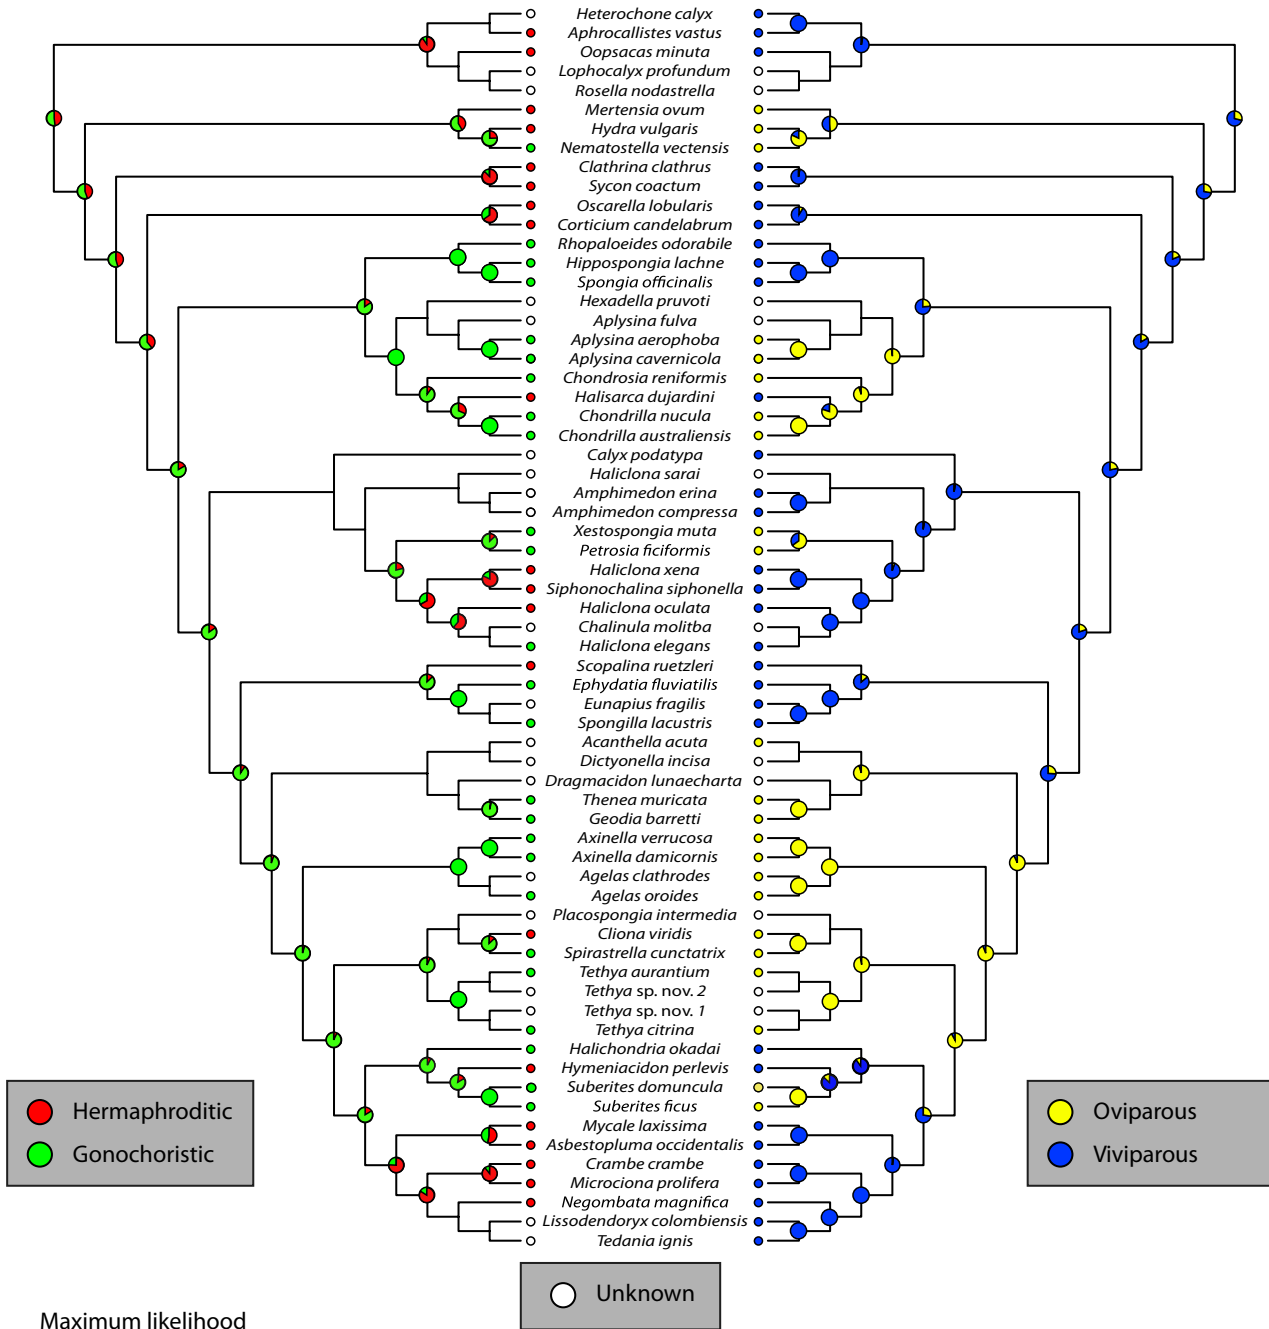 Heterochone calyx
Aphrocallistes vastus
Oopsacas minuta
Lophocalyx profundum
Rosella nodastrella
Mertensia ovum
Hydra vulgaris
Nematostella vectensis
Clathrina clathrus
Sycon coactum
Oscarella lobularis
Corticium candelabrum
Rhopaloeides odorabile
Hippospongia lachne
Spongia officinalis
Hexadella pruvoti
Aplysina fulva
Aplysina aerophoba
Aplysina cavernicola
Chondrosia reniformis
Halisarca dujardini
Chondrilla nucula
Chondrilla australiensis
Calyx podatypa
Haliclona sarai
Amphimedon erina
Amphimedon compressa
Xestospongia muta
Petrosia ficiformis
Haliclona xena
Siphonochalina siphonella
Haliclona oculata
Chalinula molitba
Haliclona elegans
Scopalina ruetzleri
Ephydatia fluviatilis
Eunapius fragilis
Spongilla lacustris
Acanthella acuta
Dictyonella incisa
Dragmacidon lunaecharta
Thenea muricata
Geodia barretti
Axinella verrucosa
Axinella damicornis
Agelas clathrodes
Agelas oroides
Placospongia intermedia
Cliona viridis
Spirastrella cunctatrix
Tethya aurantium
Tethya sp. nov. 2
Tethya sp. nov. 1
Tethya citrina
Halichondria okadai
Hymeniacidon perlevis
Suberites domuncula
Suberites ficus
Mycale laxissima
Asbestopluma occidentalis
Crambe crambe
Microciona prolifera
Negombata magnifica
Lissodendoryx colombiensis
Tedania ignis
Hermaphroditic
Gonochoristic
Oviparous
Viviparous
Unknown
Maximum likelihood